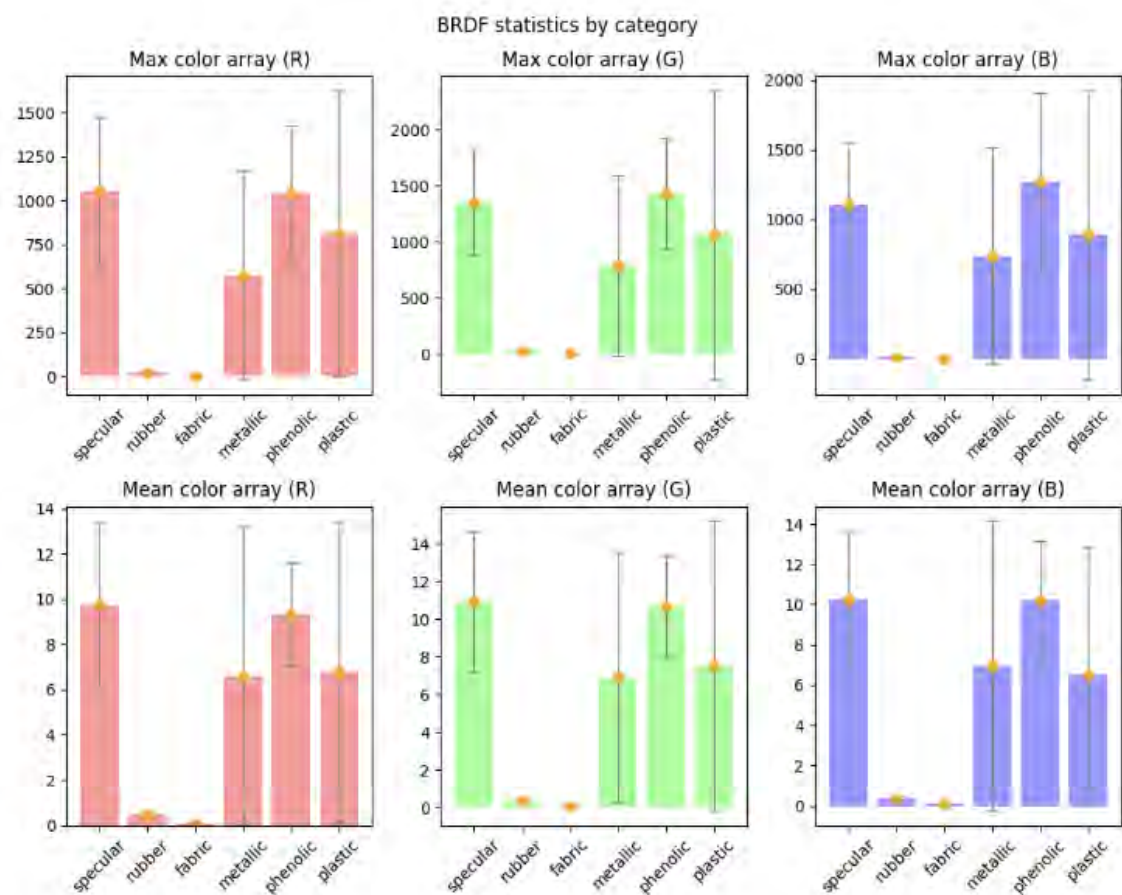 BRDF statistics by category
Max color array (R)
Max color array (G)
Max color array (B)
1500
1250
1000
750
500
250
0
2000
1500
1000
500
0
2000
1500
1000
500
0
specular
rubber
fabric
metallic
phenolic
plastic
specular
rubber
fabric
metallic
phenolic
plastic
specular
rubber
fabric
metallic
phenolic
plastic
Mean color array (R)
Mean color array (G)
Mean color array (B)
14
12
10
8
6
4
2
0
14
12
10
8
6
4
2
0
14
12
10
8
6
4
2
0
specular
rubber
fabric
metallic
phenolic
plastic
specular
rubber
fabric
metallic
phenolic
plastic
specular
rubber
fabric
metallic
phenolic
plastic